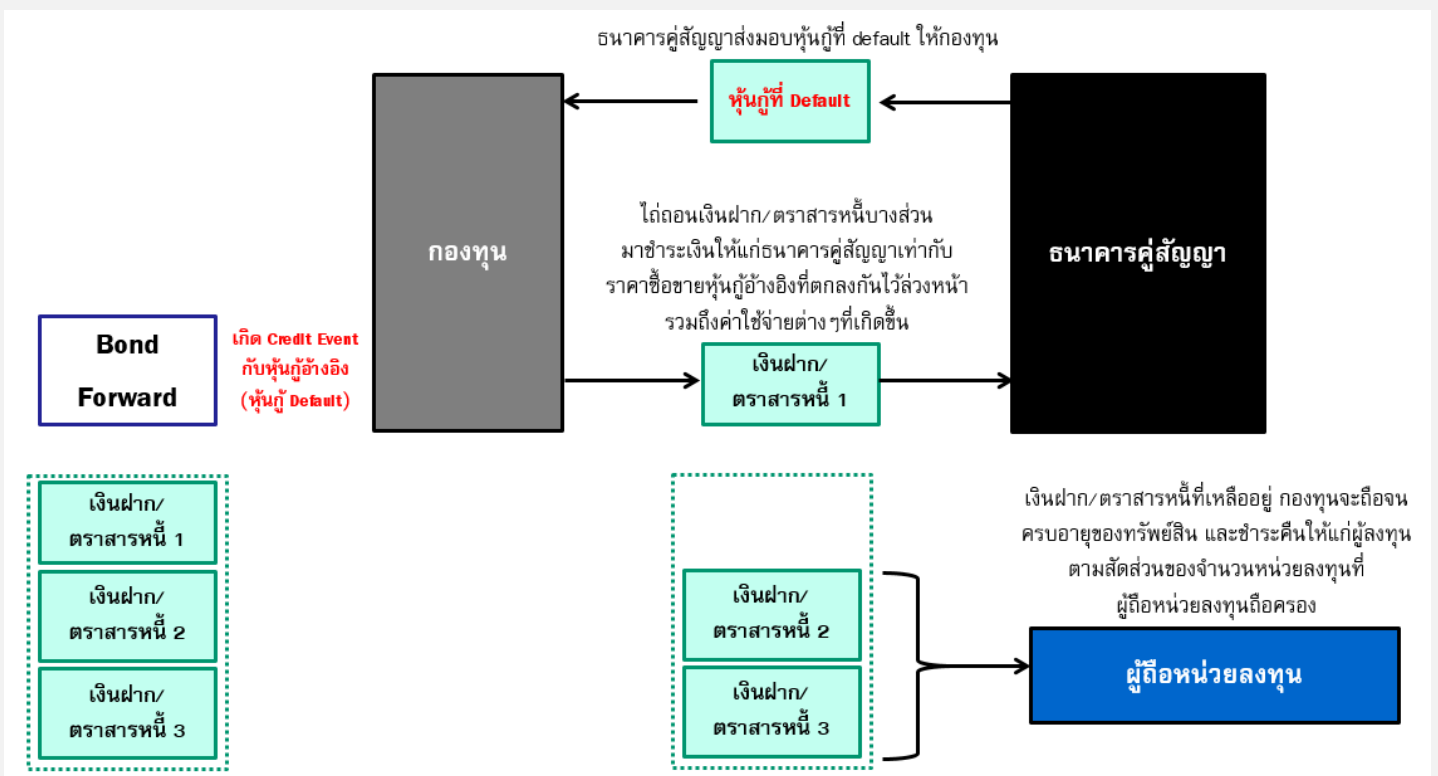 ธนาคารคู่สัญญาส่งมอบหุ้นกู้ที่ default ให้กองทุน
หุ้นกู้ที่ Default
กองทุน
ธนาคารคู่สัญญา
ไถ่ถอนเงินฝาก/ตราสารหนี้บางส่วน
มาชำระเงินให้แก่ธนาคารคู่สัญญาเท่ากับ
ราคาซื้อขายหุ้นกู้อ้างอิงที่ตกลงกันไว้ล่วงหน้า
รวมถึงค่าใช้จ่ายต่างๆที่เกิดขึ้น
Bond
Forward
เกิด Credit Event
กับหุ้นกู้อ้างอิง
(หุ้นกู้ Default)
เงินฝาก/
ตราสารหนี้ 1
เงินฝาก/
ตราสารหนี้ 1
เงินฝาก/
ตราสารหนี้ 2
เงินฝาก/
ตราสารหนี้ 3
เงินฝาก/
ตราสารหนี้ 2
เงินฝาก/
ตราสารหนี้ 3
เงินฝาก/ตราสารหนี้ที่เหลืออยู่ กองทุนจะถือจน
ครบอายุของทรัพย์สิน และชำระคืนให้แก่ผู้ลงทุน
ตามสัดส่วนของจำนวนหน่วยลงทุนที่
ผู้ถือหน่วยลงทุนถือครอง
ผู้ถือหน่วยลงทุน